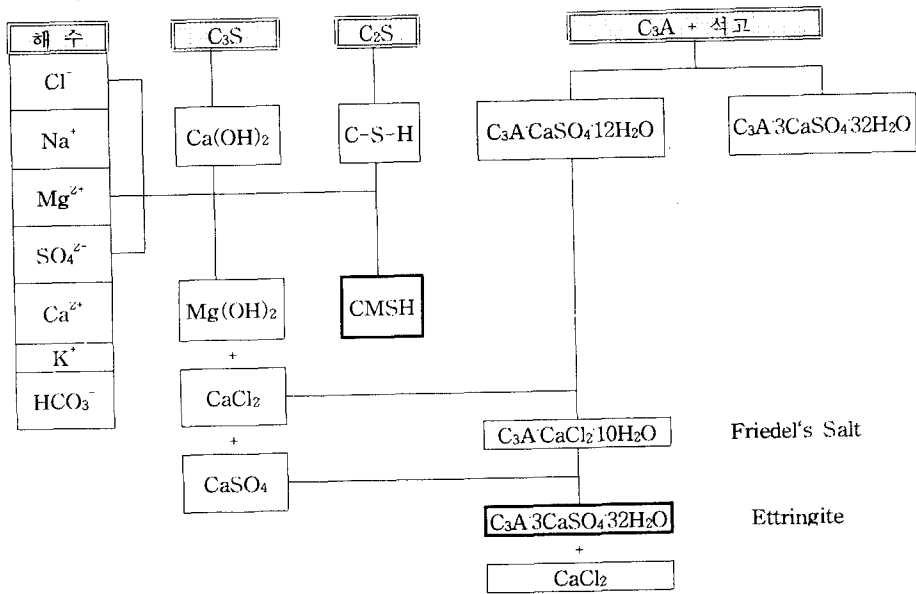 해 수
C₃S
C₂S
C₃A + 석고
Cl⁻
Na⁺
Mg²⁺
SO₄²⁻
Ca²⁺
K⁺
HCO₃⁻
Ca(OH)₂
C-S-H
C₃A·CaSO₄·12H₂O
C₃A·3CaSO₄·32H₂O
Mg(OH)₂
CMSH
+
CaCl₂
+
CaSO₄
C₃A·CaCl₂·10H₂O
Friedel's Salt
C₃A·3CaSO₄·32H₂O
Ettringite
+
CaCl₂